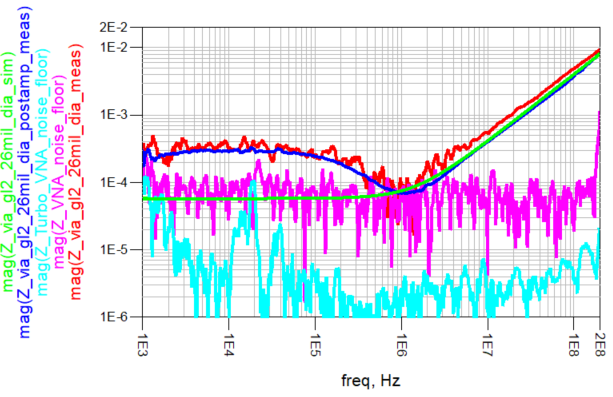 mag(Z_via_gl2_26mil_dia_sim)
mag(Z_via_gl2_26mil_dia_postamp_meas)
mag(Z_Turbo_VNA_noise_floor)
mag(Z_VNA_noise_floor)
mag(Z_via_gl2_26mil_dia_meas)
2E-2
1E-2
1E-3
1E-4
1E-5
1E-6
1E3
1E4
1E5
1E6
1E7
1E8
2E8
freq, Hz